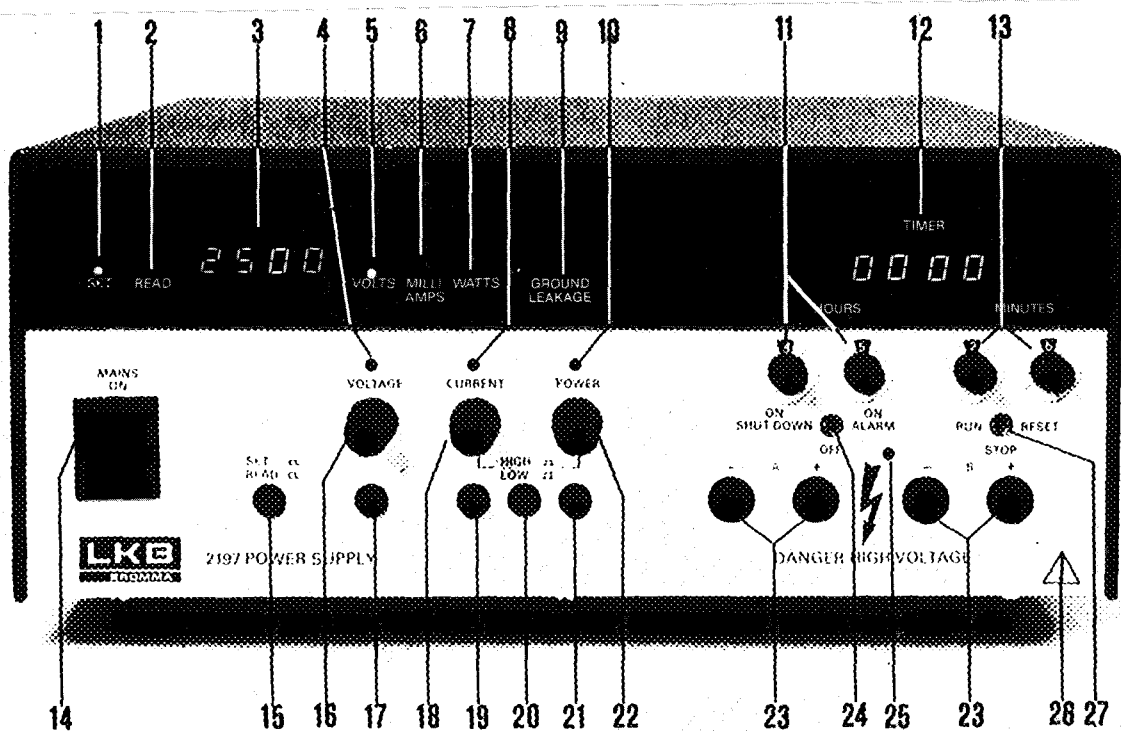 1 2 3 4 5 6 7 8 9 10 11 12 13
TIMER
2500
0000
SET READ VOLTS MILLI AMPS WATTS GROUND LEAKAGE
HOURS MINUTES
MAINS ON
VOLTAGE CURRENT POWER
ON SHUT DOWN
ON ALARM
OFF
RUN RESET
STOP
SET
READ
HIGH
LOW
- A + - B +
LKB
BROMMA
2197 POWER SUPPLY
DANGER HIGH VOLTAGE
14 15 16 17 18 19 20 21 22 23 24 25 23 28 27